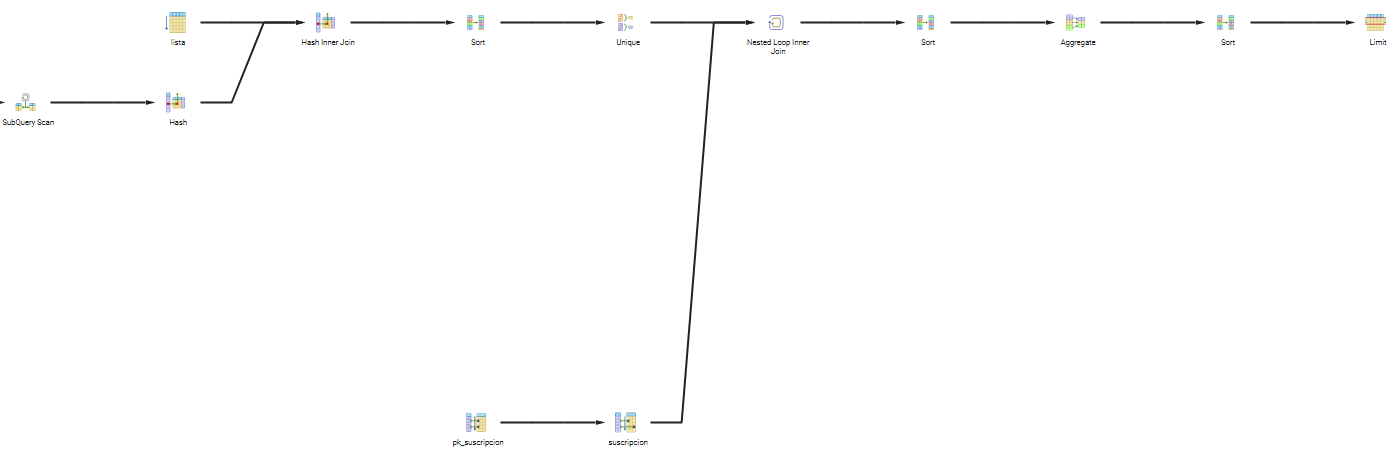 lista
Hash Inner Join
Sort
Unique
Nested Loop Inner
Join
Sort
Aggregate
Sort
Limit
SubQuery Scan
Hash
pk_suscripcion
suscripcion